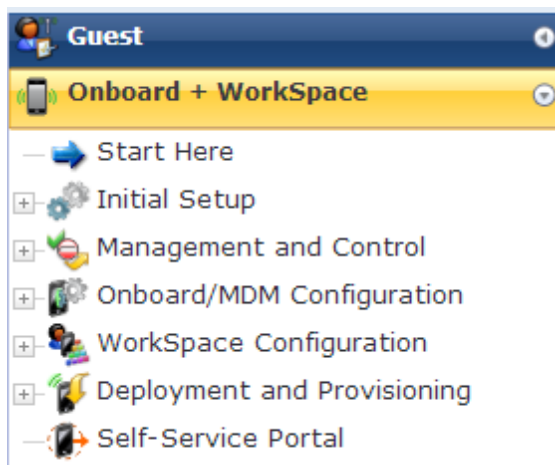 Guest
Onboard + WorkSpace
Start Here
Initial Setup
Management and Control
Onboard/MDM Configuration
WorkSpace Configuration
Deployment and Provisioning
Self-Service Portal